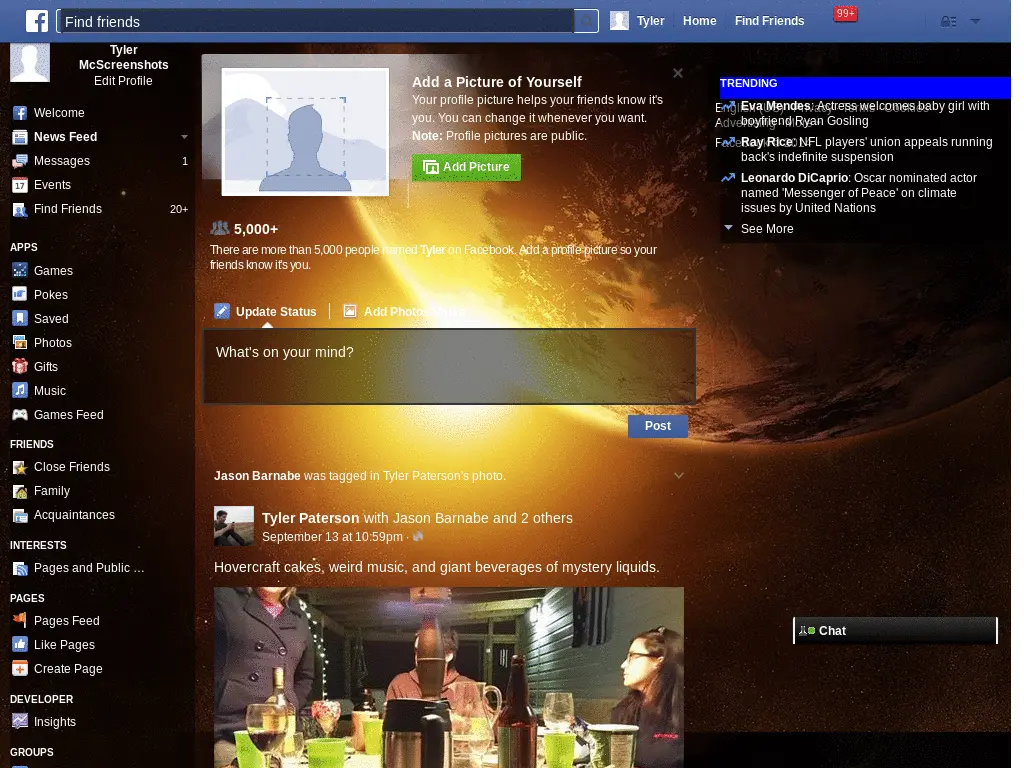 Find friends
Tyler
Home
Find Friends
99+
Tyler
McScreenshots
Edit Profile
Welcome
News Feed
Messages
1
Events
17
Find Friends
20+
APPS
Games
Pokes
Saved
Photos
Gifts
Music
Games Feed
FRIENDS
Close Friends
Family
Acquaintances
INTERESTS
Pages and Public ...
PAGES
Pages Feed
Like Pages
Create Page
DEVELOPER
Insights
GROUPS
Add a Picture of Yourself
Your profile picture helps your friends know it's
you. You can change it whenever you want.
Note: Profile pictures are public.
Add Picture
5,000+
There are more than 5,000 people named Tyler on Facebook. Add a profile picture so your
friends know it's you.
Update Status
Add Photos
What's on your mind?
Post
Jason Barnabe was tagged in Tyler Paterson's photo.
Tyler Paterson with Jason Barnabe and 2 others
September 13 at 10:59pm ·
Hovercraft cakes, weird music, and giant beverages of mystery liquids.
TRENDING
Eva Mendes: Actress welcomes baby girl with
boyfriend Ryan Gosling
Ray Rice: NFL players' union appeals running
back's indefinite suspension
Leonardo DiCaprio: Oscar nominated actor
named 'Messenger of Peace' on climate
issues by United Nations
See More
Chat